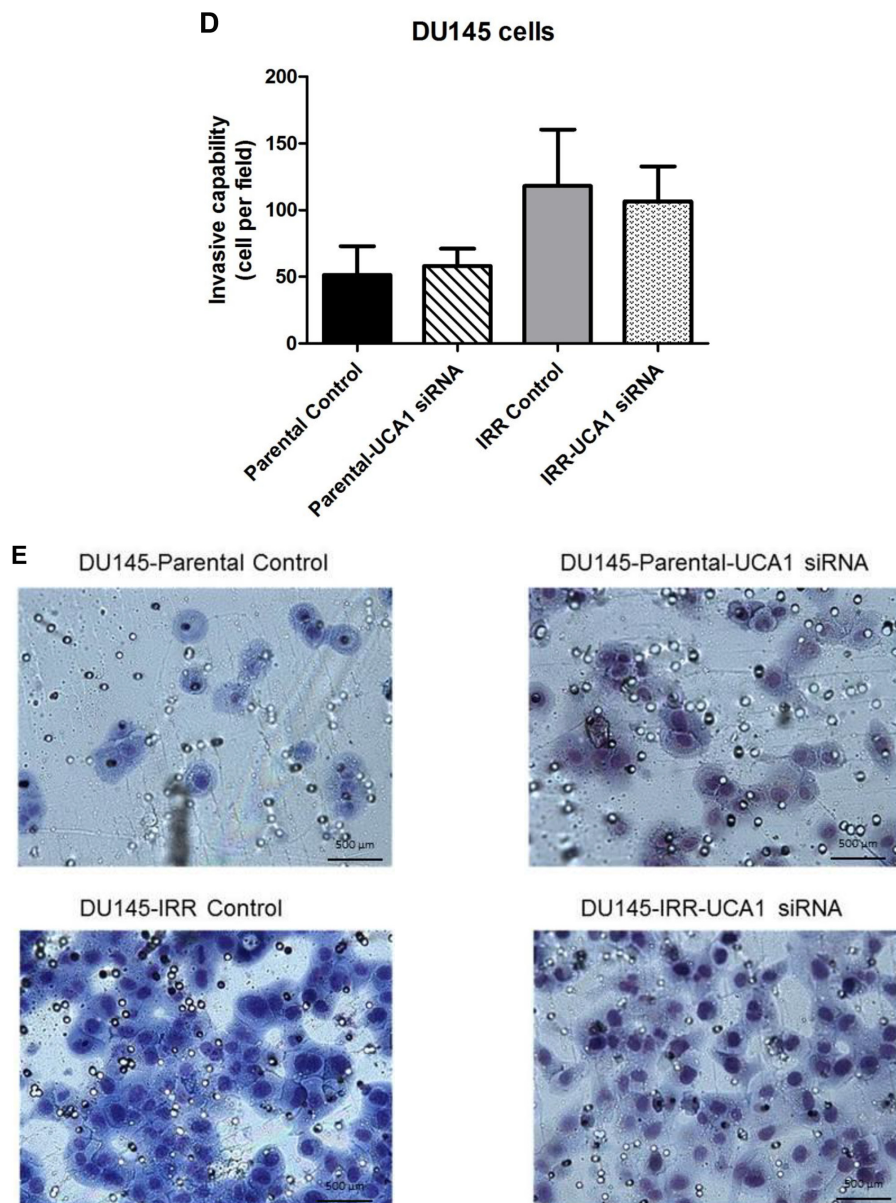 D
DU145 cells
Invasive capability
(cell per field)
200
150
100
50
0
Parental Control
Parental-UCA1 siRNA
IRR Control
IRR-UCA1 siRNA
E
DU145-Parental Control
DU145-Parental-UCA1 siRNA
500 µm
500 µm
DU145-IRR Control
DU145-IRR-UCA1 siRNA
500 µm
500 µm